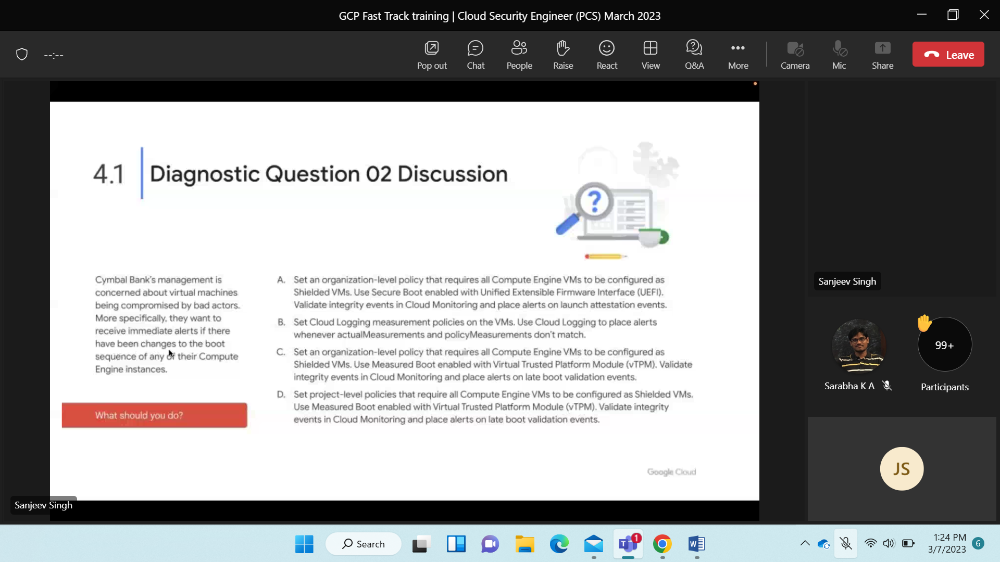 GCP Fast Track training | Cloud Security Engineer (PCS) March 2023
--:--
Pop out
Chat
People
Raise
React
View
Q&A
More
Camera
Mic
Share
Leave
4.1
Diagnostic Question 02 Discussion
?
Cymbal Bank's management is
concerned about virtual machines
being compromised by bad actors.
More specifically, they want to
receive immediate alerts if there
have been changes to the boot
sequence of any of their Compute
Engine instances.
What should you do?
A. Set an organization-level policy that requires all Compute Engine VMs to be configured as
Shielded VMs. Use Secure Boot enabled with Unified Extensible Firmware Interface (UEFI).
Validate integrity events in Cloud Monitoring and place alerts on launch attestation events.
B. Set Cloud Logging measurement policies on the VMs. Use Cloud Logging to place alerts
whenever actualMeasurements and policyMeasurements don't match.
C. Set an organization-level policy that requires all Compute Engine VMs to be configured as
Shielded VMs. Use Measured Boot enabled with Virtual Trusted Platform Module (vTPM). Validate
integrity events in Cloud Monitoring and place alerts on late boot validation events.
D. Set project-level policies that require all Compute Engine VMs to be configured as Shielded VMs.
Use Measured Boot enabled with Virtual Trusted Platform Module (vTPM). Validate integrity
events in Cloud Monitoring and place alerts on late boot validation events.
Google Cloud
Sanjeev Singh
Sanjeev Singh
99+
Sarabha K A
Participants
JS
Search
T
1
W
1:24 PM
3/7/2023
6